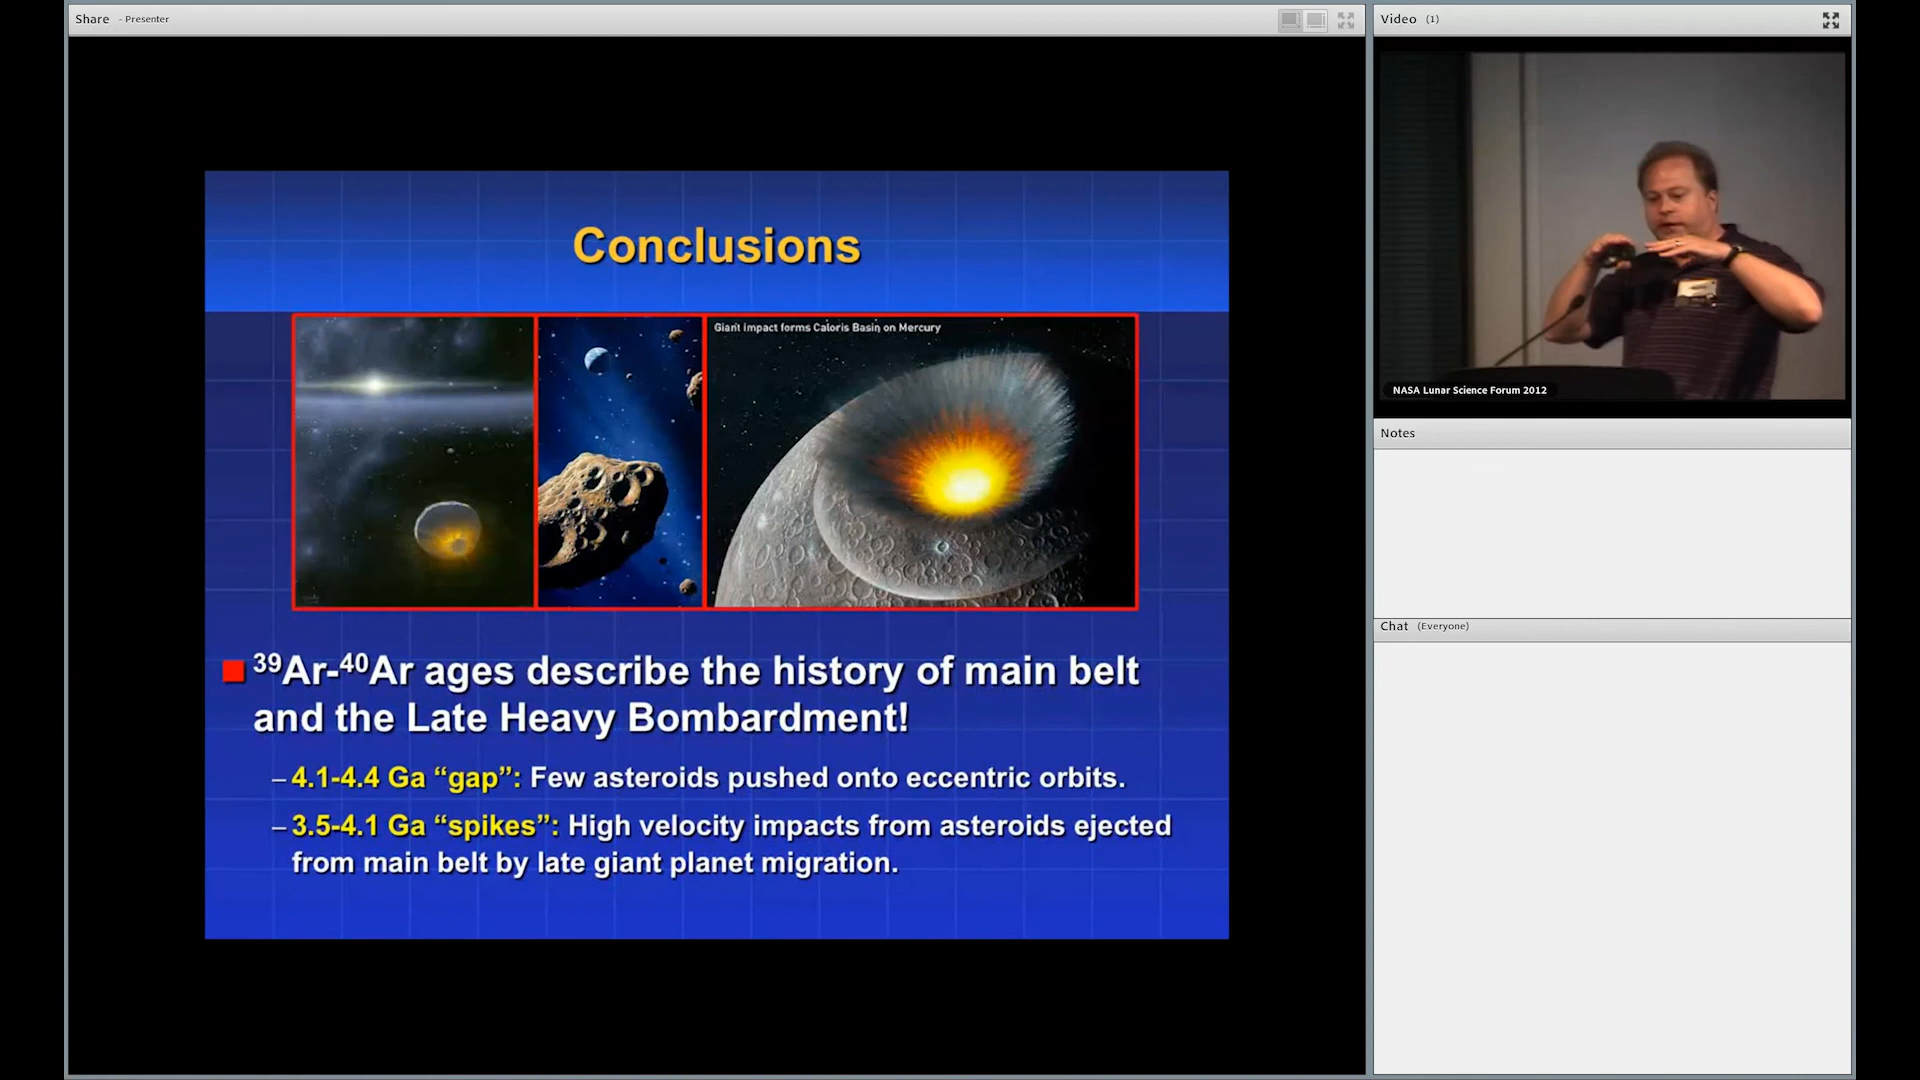 Share - Presenter
Video (1)
Conclusions
Giant impact forms Caloris Basin on Mercury
NASA Lunar Science Forum 2012
Notes
Chat (Everyone)
■ ³⁹Ar-⁴⁰Ar ages describe the history of main belt
and the Late Heavy Bombardment!
– 4.1-4.4 Ga “gap”: Few asteroids pushed onto eccentric orbits.
– 3.5-4.1 Ga “spikes”: High velocity impacts from asteroids ejected
from main belt by late giant planet migration.